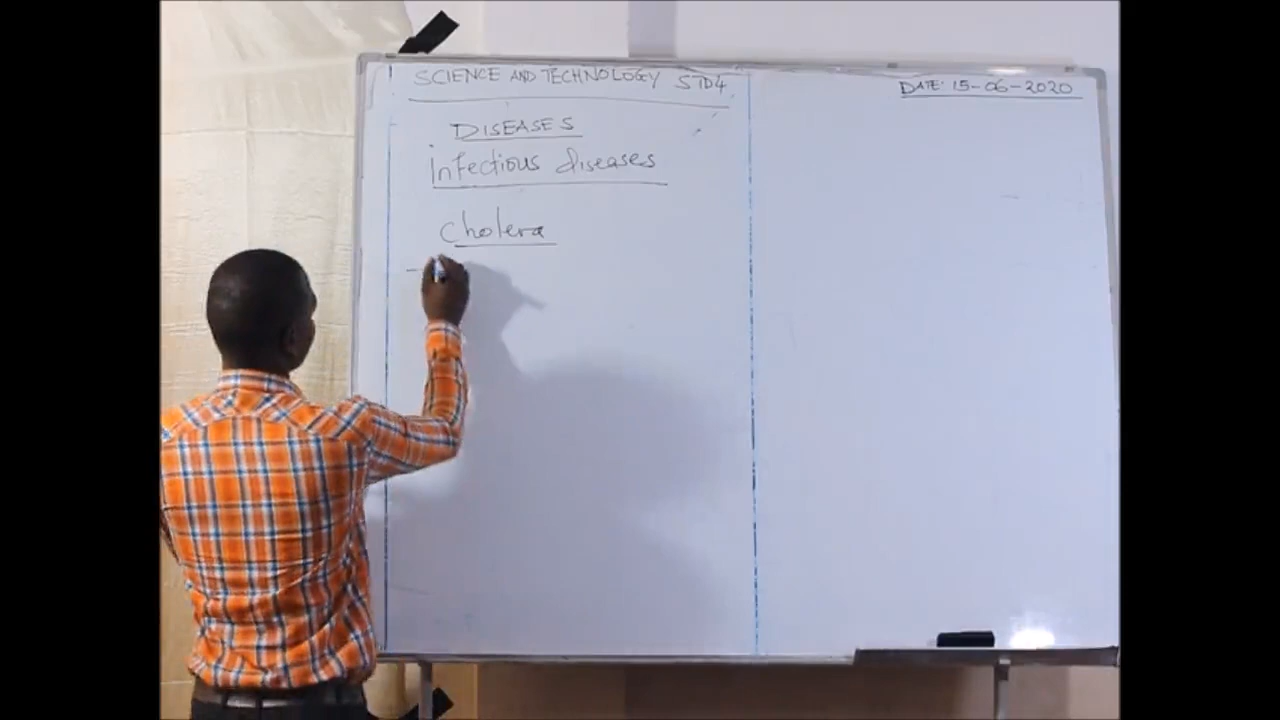 SCIENCE AND TECHNOLOGY STD4
DATE: 15-06-2020
DISEASES
infectious diseases
cholera
-